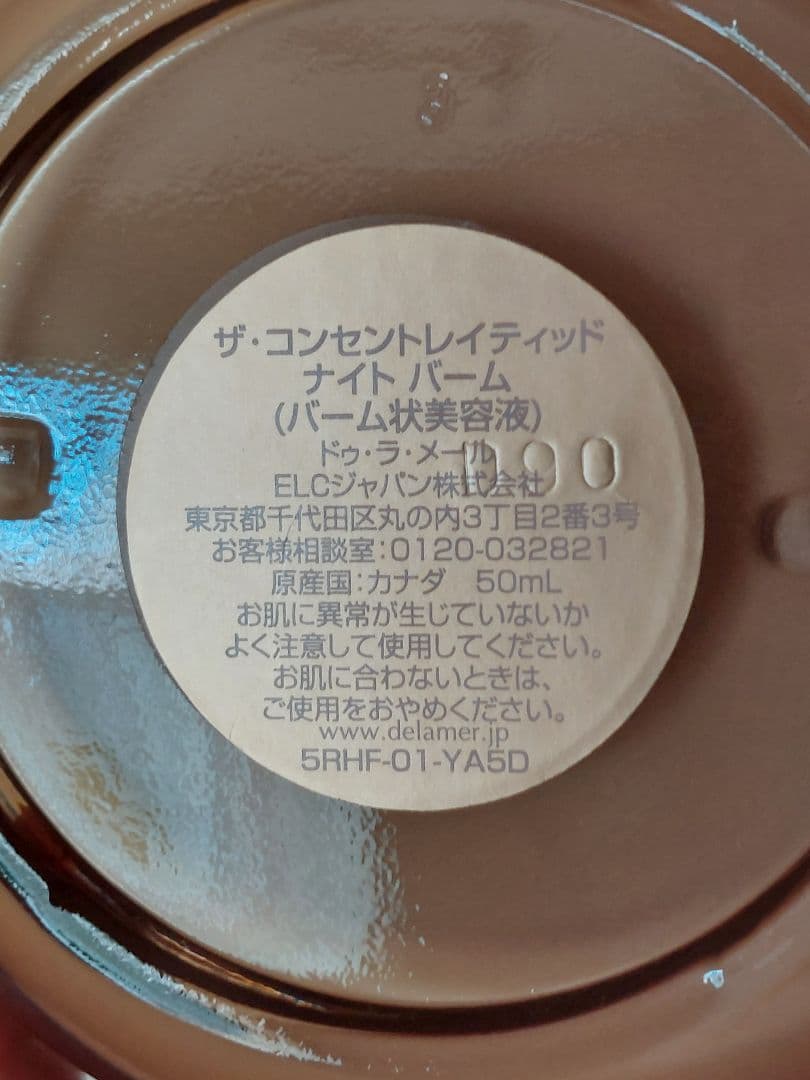 ザ・コンセントレイティッド
ナイト バーム
(バーム状美容液)
ドゥ・ラ・メール
ELCジャパン株式会社
東京都千代田区丸の内3丁目2番3号
お客様相談室:0120-032821
原産国:カナダ 50mL
お肌に異常が生じていないか
よく注意して使用してください。
お肌に合わないときは、
ご使用をおやめください。
www.delamer.jp
5RHF-01-YA5D